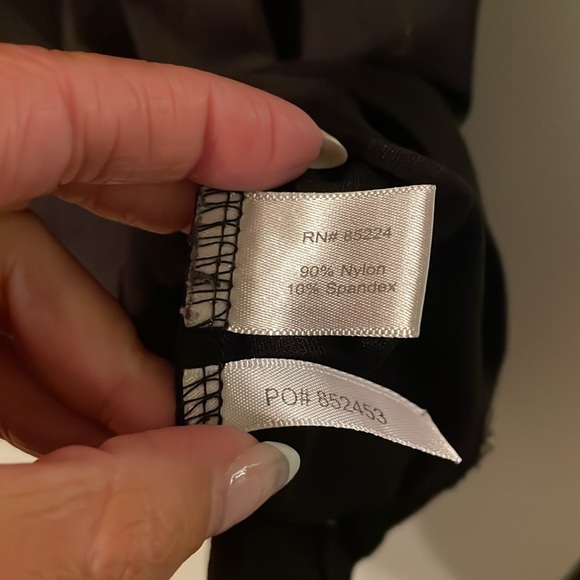 RN# 85224
90% Nylon
10% Spandex
PO# 852453